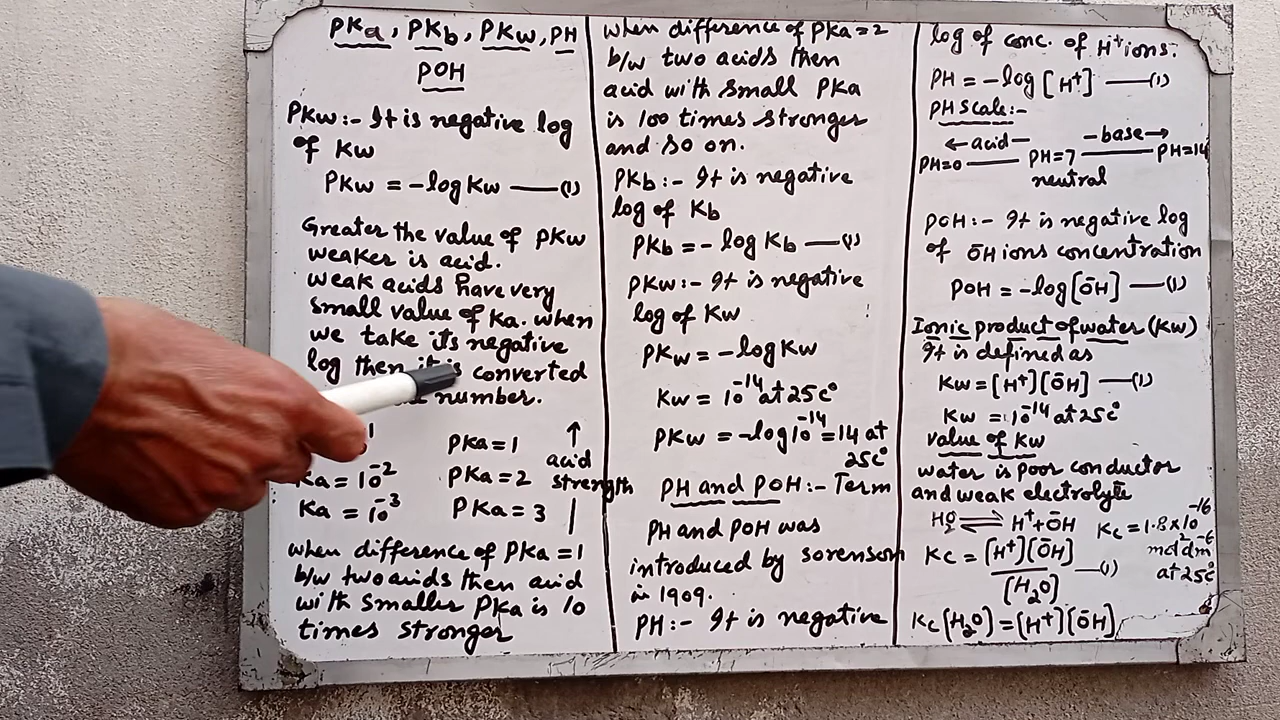 PKa, PKb, PKw, PH
POH
PKw:- It is negative log
of Kw
PKw = -log Kw —(1)
Greater the value of PKw
weaker is acid.
weak acids have very
small value of Ka. when
we take its negative
log then it is converted
number.
1 PKa = 1 ↑
acid
Ka = 10⁻² PKa = 2 strength
Ka = 10⁻³ PKa = 3 |
when difference of PKa = 1
b/w two acids then acid
with smaller PKa is 10
times stronger
when difference of PKa = 2
b/w two acids then
acid with small PKa
is 100 times stronger
and so on.
PKb:- It is negative
log of Kb
PKb = - log Kb —(1)
PKw:- It is negative
log of Kw
PKw = -log Kw
Kw = 10⁻¹⁴ at 25c°
PKw = -log 10⁻¹⁴ = 14 at
25c°
PH and POH:- Term
PH and POH was
introduced by sorenson
in 1909.
PH:- It is negative
log of conc. of H⁺ ions.
PH = -log [H⁺] —(1)
PH Scale:-
←acid— —base→
PH=0 — PH=7 — PH=14
neutral
POH:- It is negative log
of ŌH ions concentration
POH = -log[ŌH] —(1)
Ionic product of water (Kw)
It is defined as
Kw = [H⁺][ŌH] —(1)
Kw = 10⁻¹⁴ at 25c°
value of Kw
water is poor conductor
and weak electrolyte
H₂O ⇌ H⁺ + ŌH Kc = 1.8x10⁻¹⁶
Kc = [H⁺][ŌH] / [H₂O] —(1) mol² dm⁻⁶
at 25c°
Kc[H₂O] = [H⁺][ŌH]